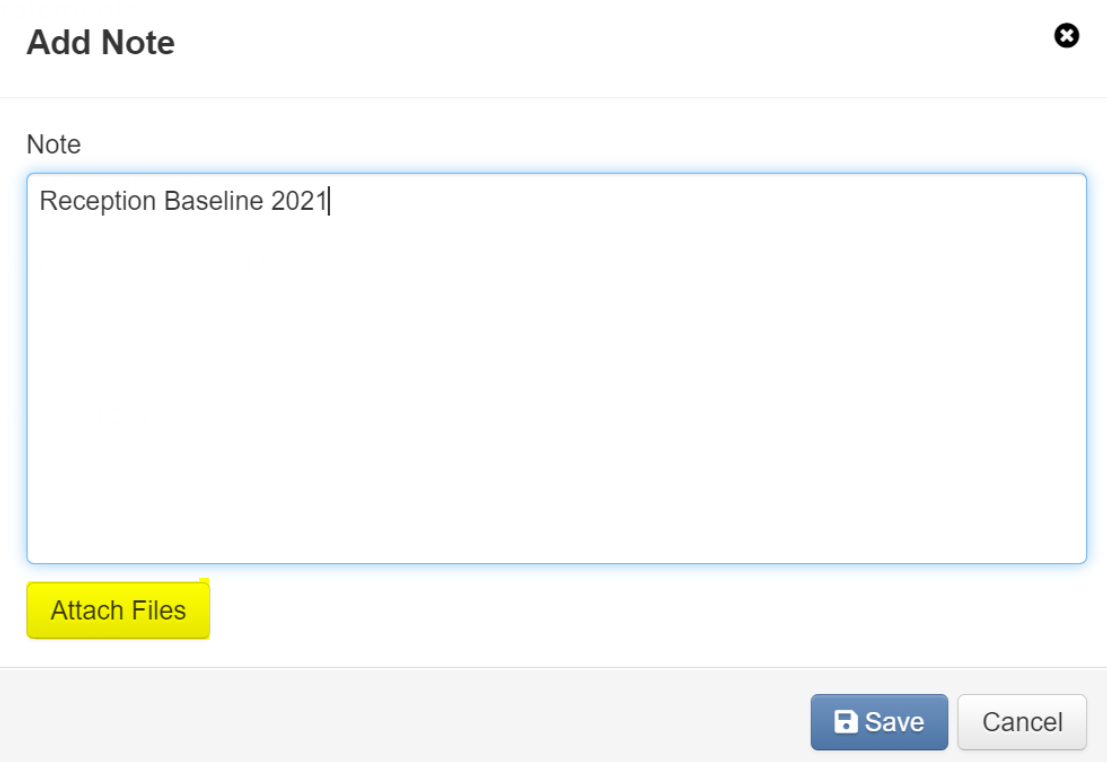 Add Note
Note
Reception Baseline 2021
Attach Files
Save
Cancel